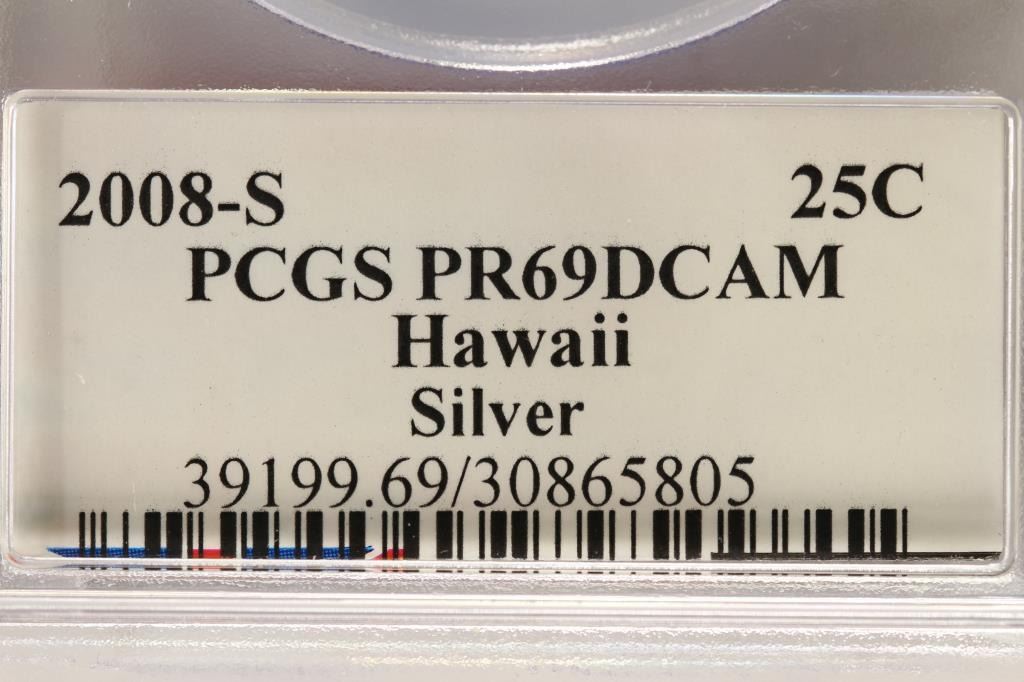 2008-S 25C
PCGS PR69DCAM
Hawaii
Silver
39199.69/30865805